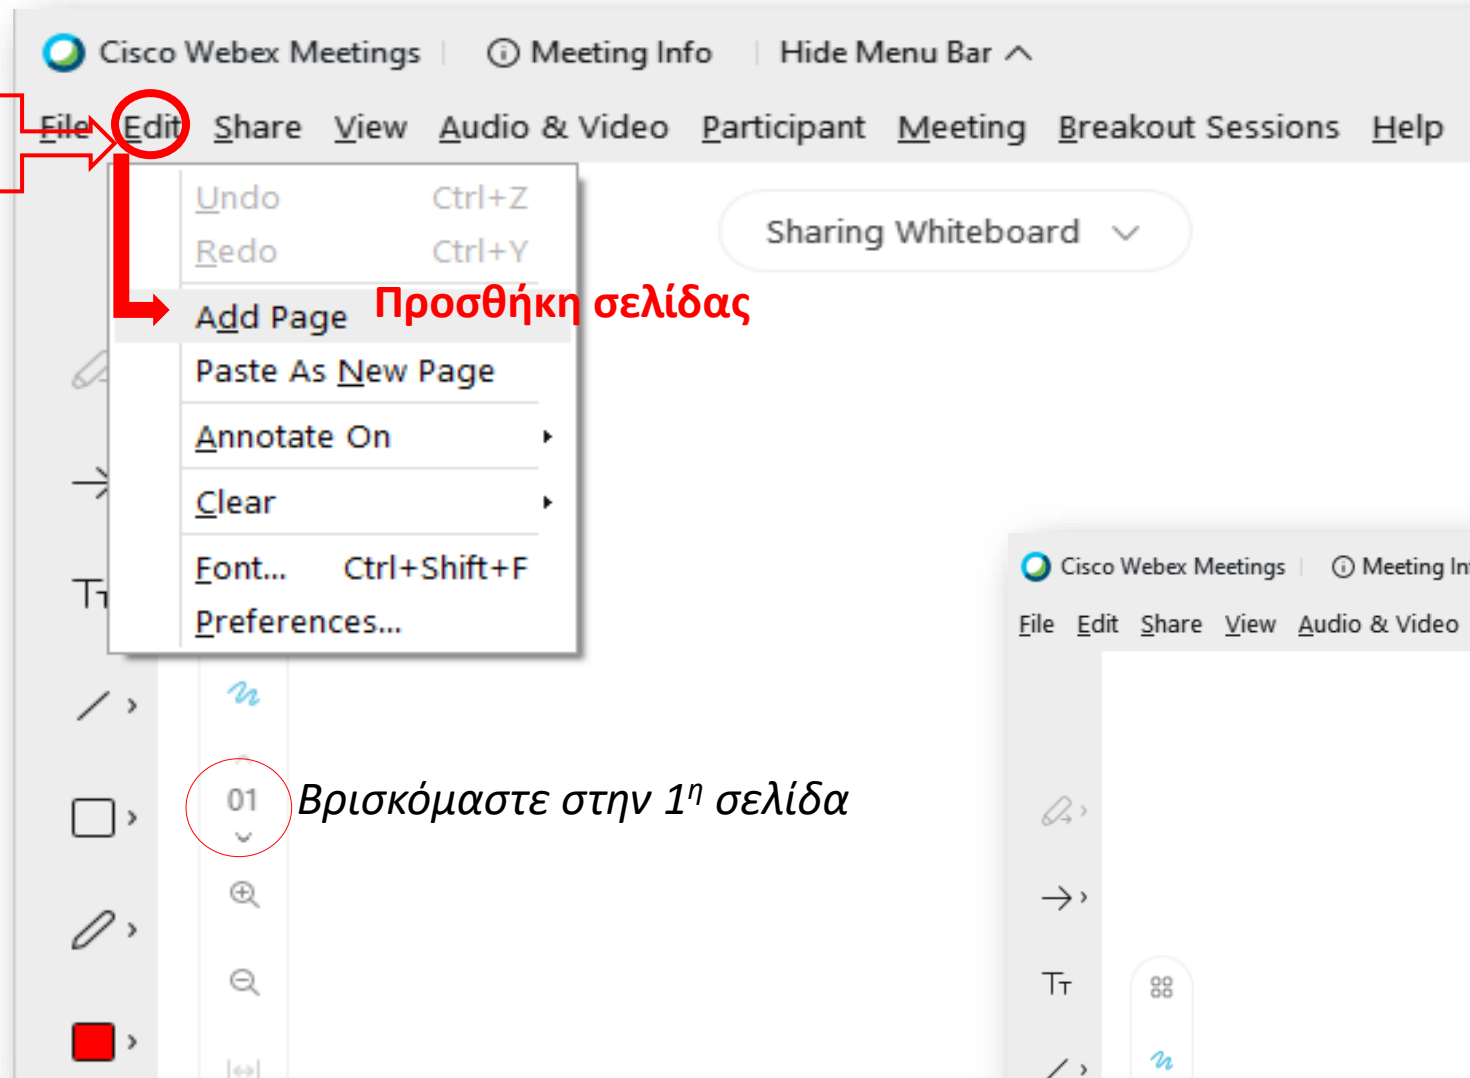 Cisco Webex Meetings Meeting Info Hide Menu Bar
File Edit Share View Audio & Video Participant Meeting Breakout Sessions Help
Undo Ctrl+Z
Redo Ctrl+Y
Sharing Whiteboard
Add Page Προσθήκη σελίδας
Paste As New Page
Annotate On
Clear
Font... Ctrl+Shift+F
Preferences...
01 Βρισκόμαστε στην 1η σελίδα
Cisco Webex Meetings Meeting
File Edit Share View Audio & Video